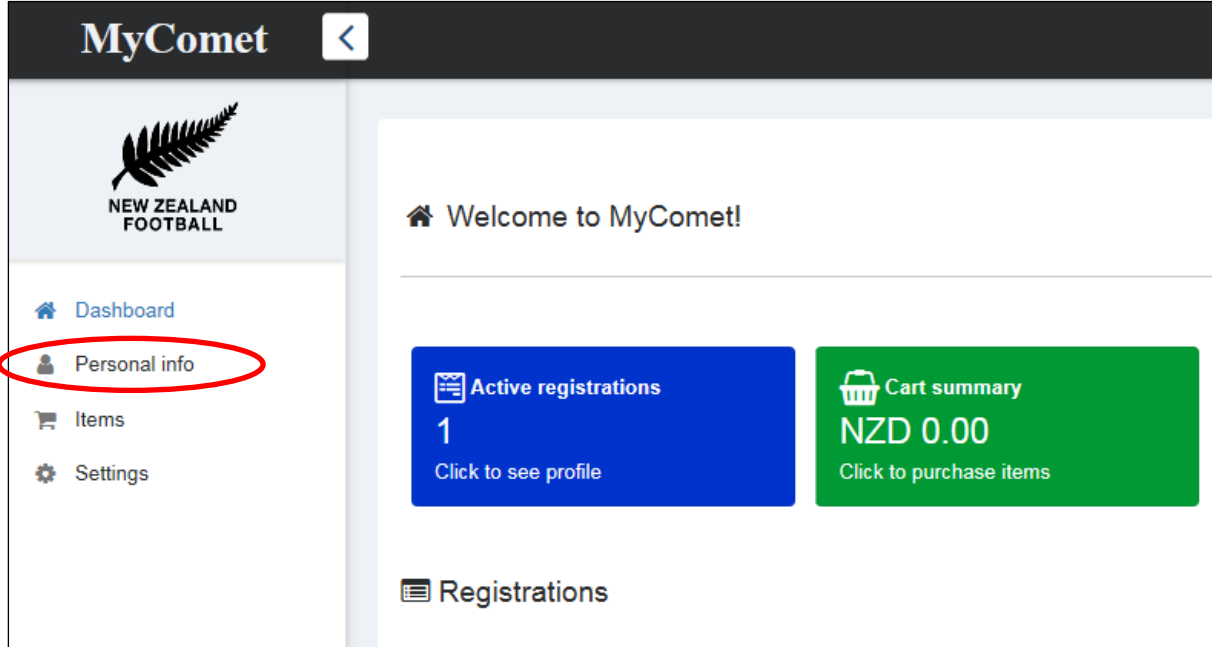 MyComet
NEW ZEALAND
FOOTBALL
Dashboard
Personal info
Items
Settings
Welcome to MyComet!
Active registrations
1
Click to see profile
Cart summary
NZD 0.00
Click to purchase items
Registrations